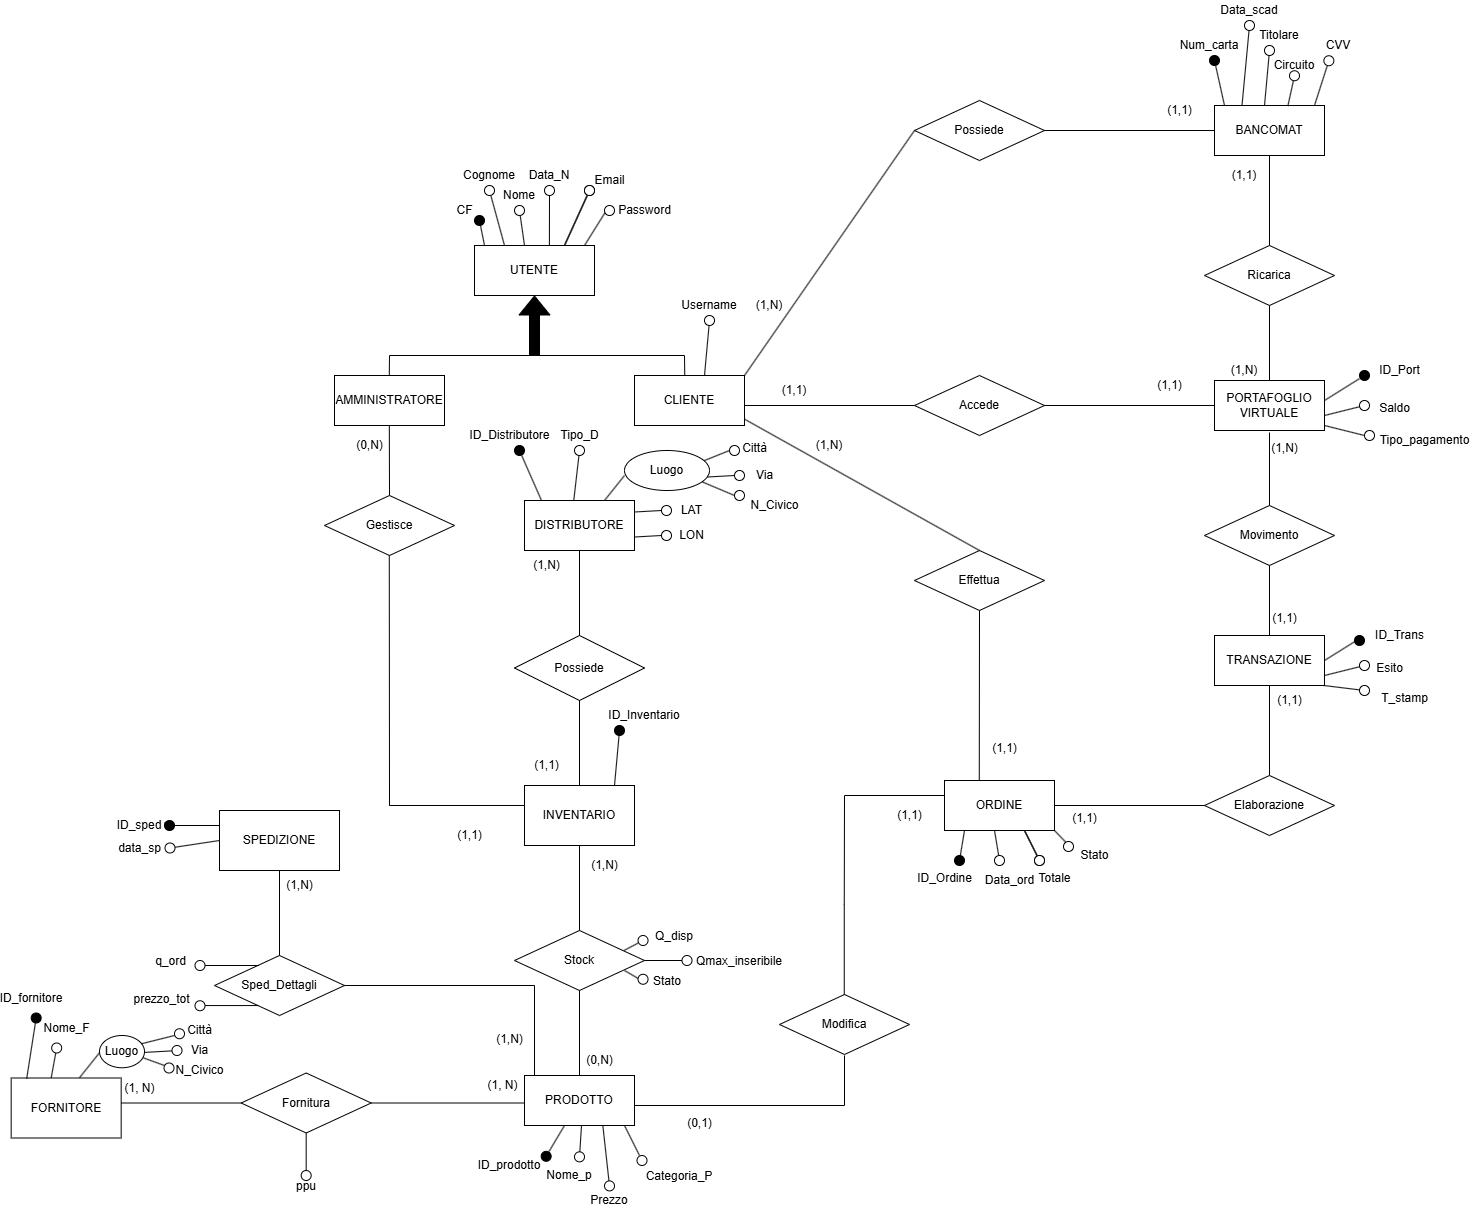 Data_scad
Titolare
Num_carta
CVV
Circuito
(1,1)
Possiede
BANCOMAT
(1,1)
Cognome
Data_N
Email
Nome
CF
Password
UTENTE
Ricarica
Username
(1,N)
(1,N)
ID_Port
(1,1)
(1,1)
AMMINISTRATORE
CLIENTE
Accede
PORTAFOGLIO
VIRTUALE
Saldo
Tipo_pagamento
(0,N)
ID_Distributore
Tipo_D
Città
(1,N)
(1,N)
Luogo
Via
N_Civico
LAT
Gestisce
DISTRIBUTORE
LON
Movimento
(1,N)
Effettua
(1,1)
ID_Trans
Possiede
TRANSAZIONE
Esito
(1,1)
T_stamp
ID_Inventario
(1,1)
(1,1)
ORDINE
Elaborazione
INVENTARIO
(1,1)
(1,1)
ID_sped
(1,1)
SPEDIZIONE
data_sp
Stato
(1,N)
ID_Ordine
Data_ord
Totale
(1,N)
Q_disp
q_ord
Stock
Qmax_inseribile
Stato
Sped_Dettagli
ID_fornitore
prezzo_tot
Nome_F
Città
Modifica
Luogo
Via
(1,N)
N_Civico
(0,N)
(1, N)
(1, N)
FORNITORE
Fornitura
PRODOTTO
(0,1)
ID_prodotto
Nome_p
Categoria_P
ppu
Prezzo